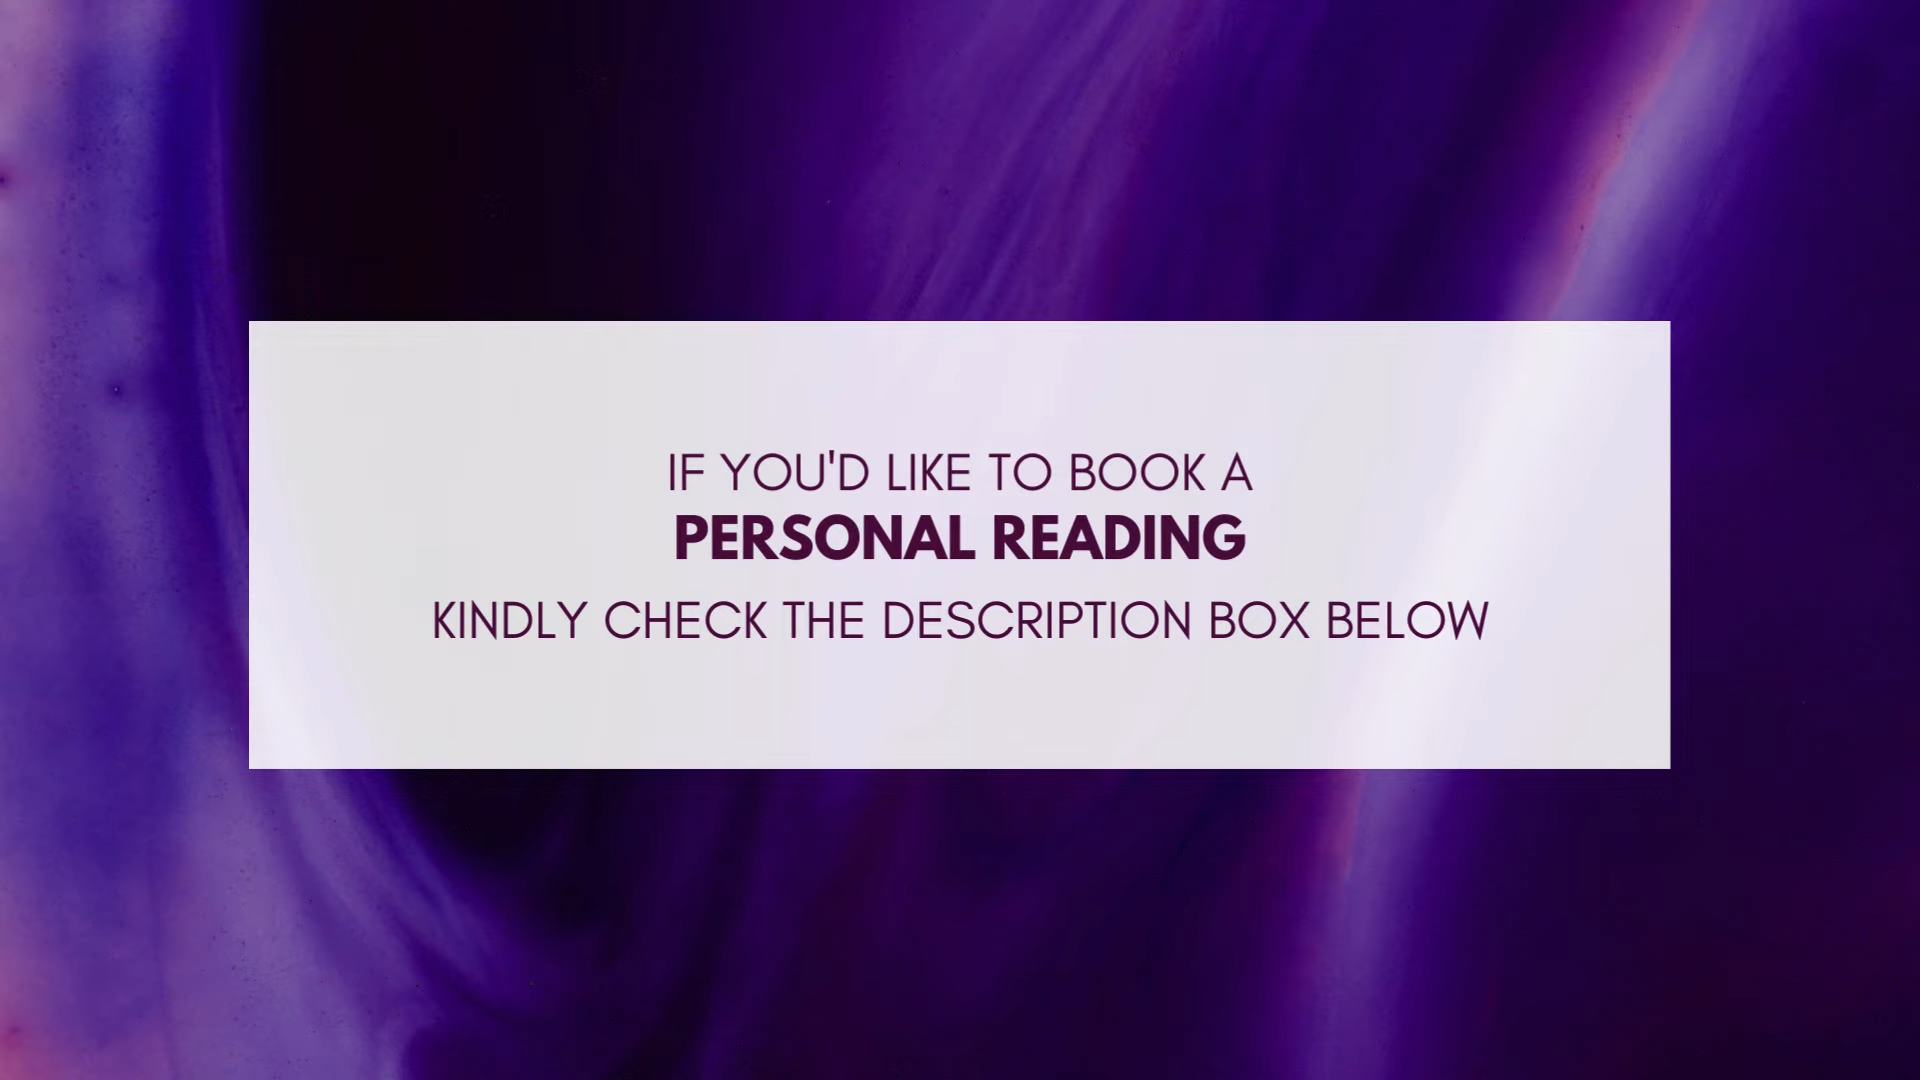 IF YOU'D LIKE TO BOOK A
PERSONAL READING
KINDLY CHECK THE DESCRIPTION BOX BELOW